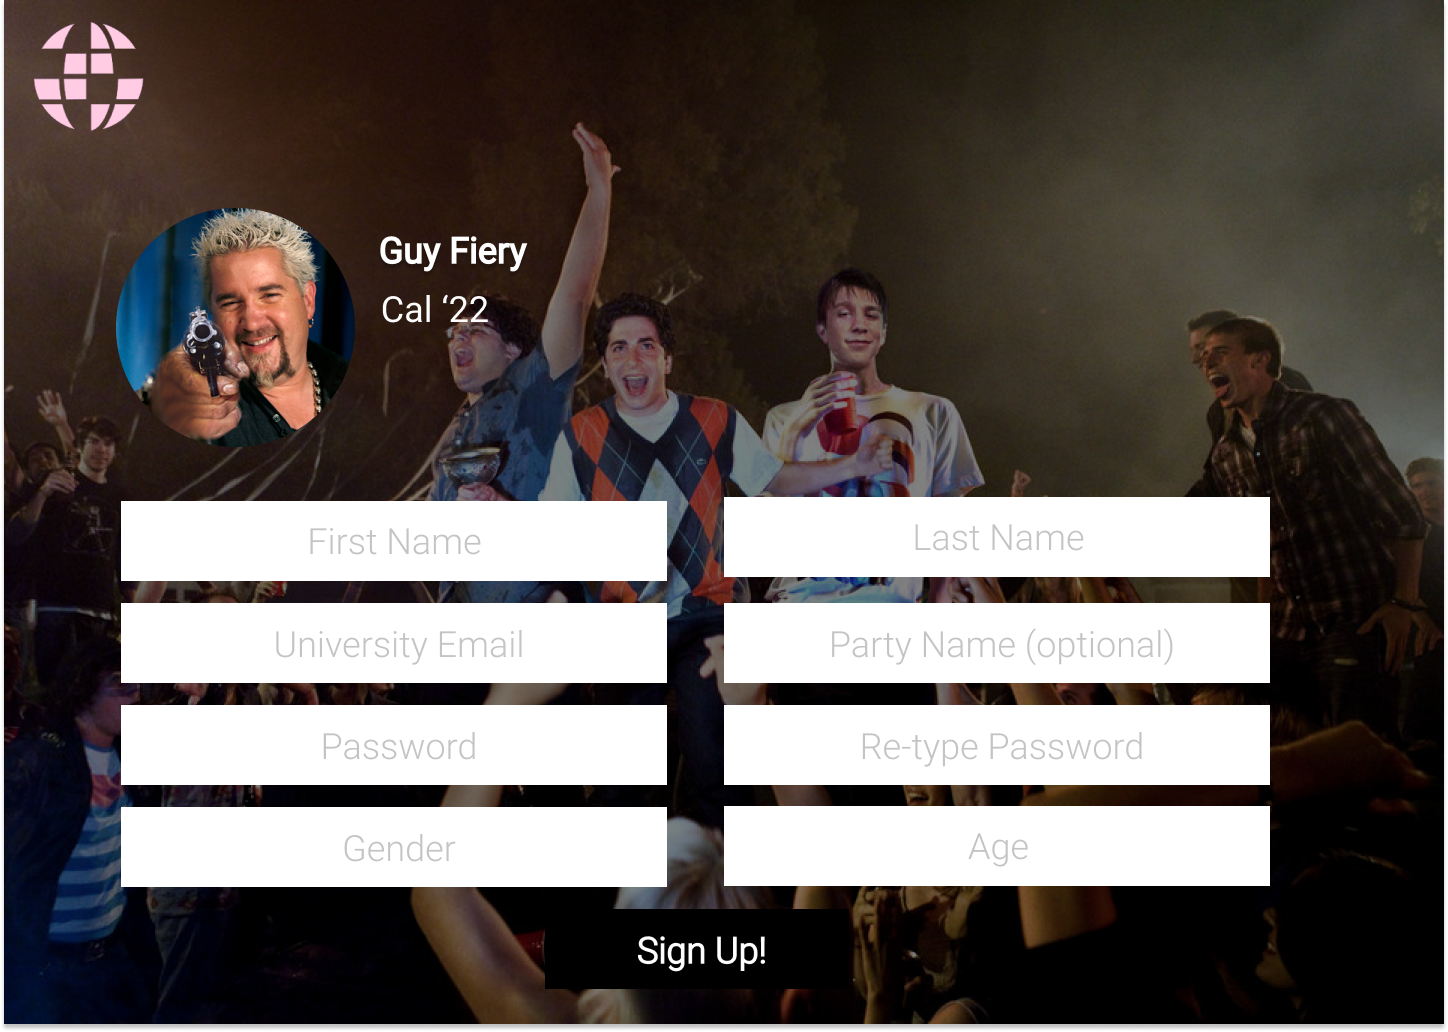 Guy Fiery
Cal ‘22
First Name
Last Name
University Email
Party Name (optional)
Password
Re-type Password
Gender
Age
Sign Up!